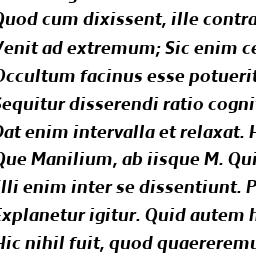 Quod cum dixissent, ille contra
Venit ad extremum; Sic enim ce
Occultum facinus esse potuerit
Sequitur disserendi ratio cogni
Dat enim intervalla et relaxat. H
Que Manilium, ab iisque M. Qui
Illi enim inter se dissentiunt. P
Explanetur igitur. Quid autem h
Hic nihil fuit, quod quaereremu